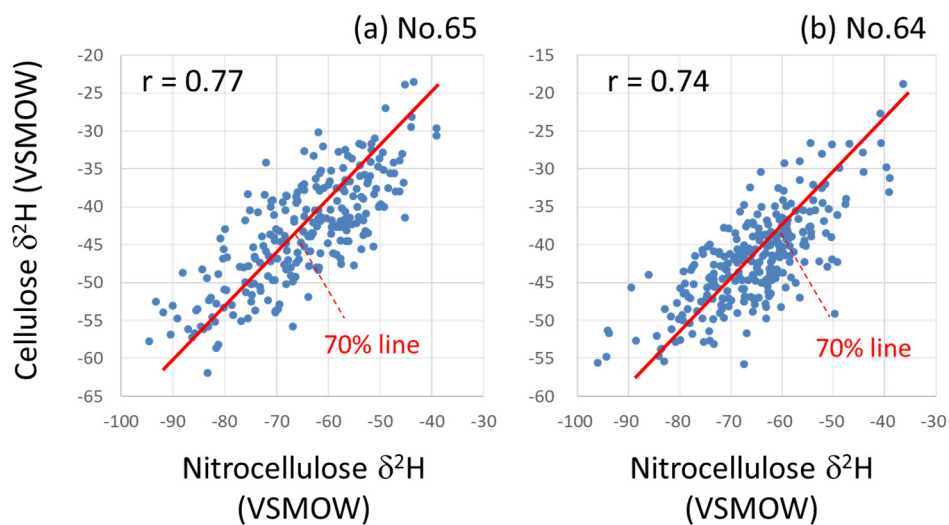 (a) No.65
(b) No.64
r = 0.77
r = 0.74
Cellulose δ²H (VSMOW)
-20
-25
-30
-35
-40
-45
-50
-55
-60
-65
-15
-20
-25
-30
-35
-40
-45
-50
-55
-60
70% line
70% line
-100 -90 -80 -70 -60 -50 -40 -30
-100 -90 -80 -70 -60 -50 -40 -30
Nitrocellulose δ²H
(VSMOW)
Nitrocellulose δ²H
(VSMOW)